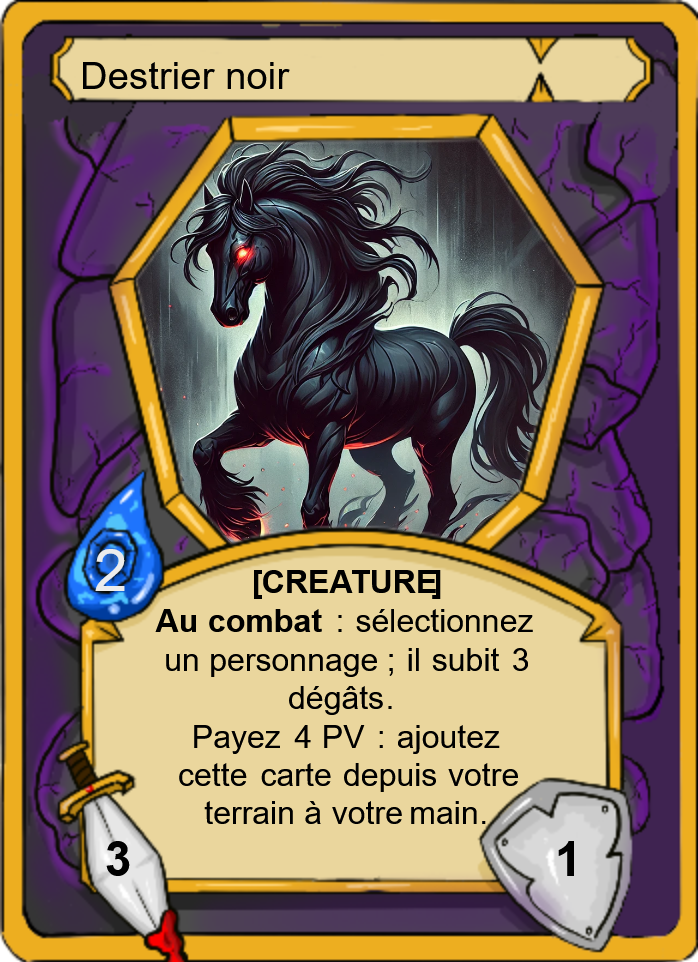 Destrier noir
2
[CREATURE]
Au combat : sélectionnez
un personnage ; il subit 3
dégâts.
Payez 4 PV : ajoutez
cette carte depuis votre
terrain à votre main.
3
1